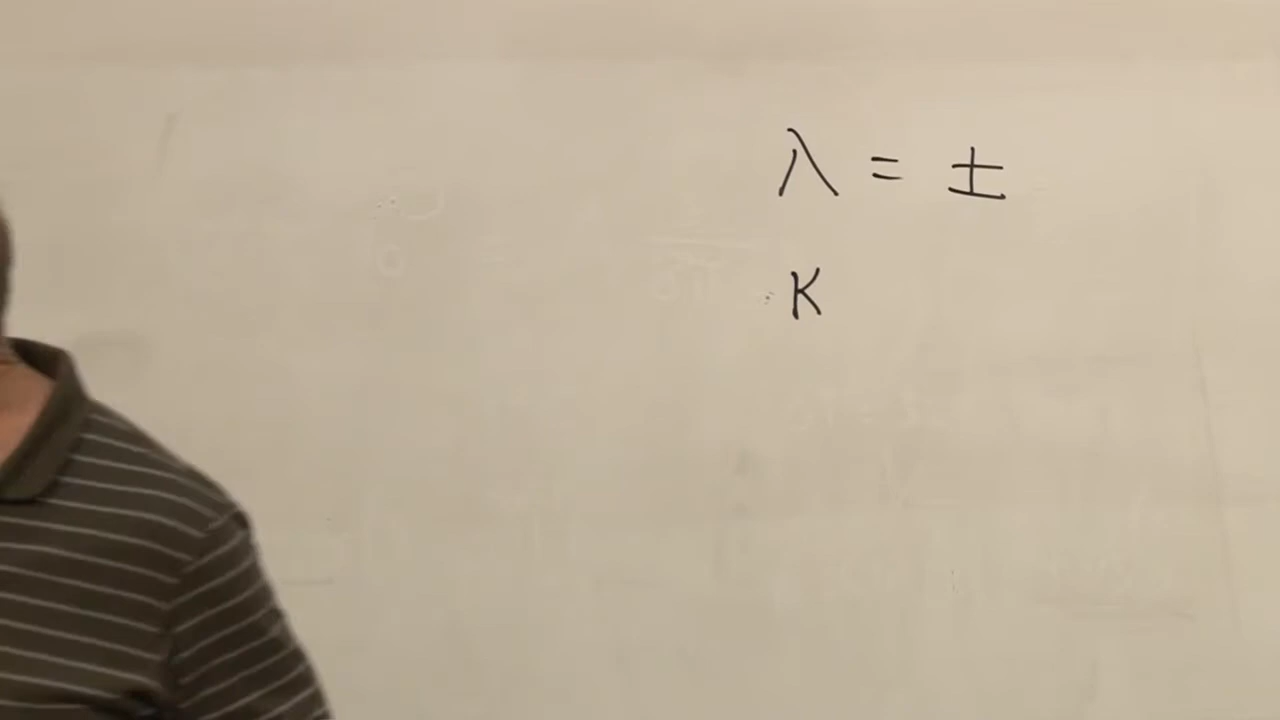 λ = ±
K